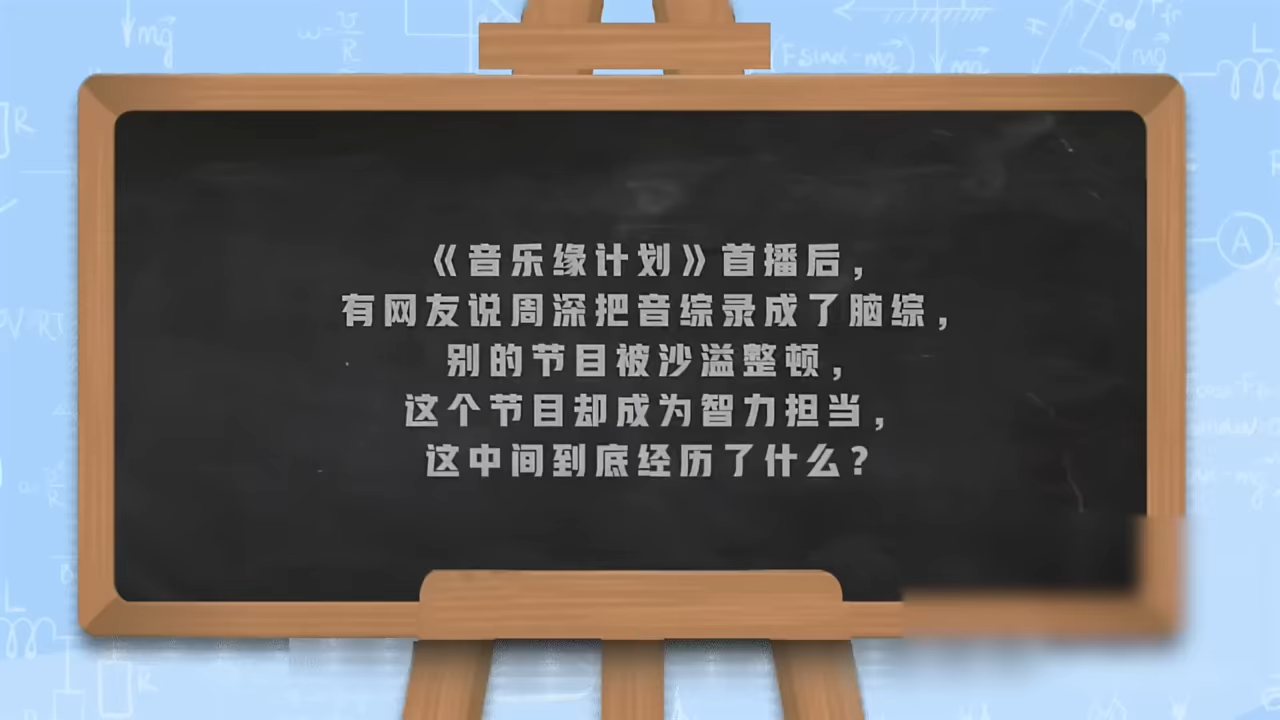 《音乐缘计划》首播后，
有网友说周深把音综录成了脑综，
别的节目被沙溢整顿，
这个节目却成为智力担当，
这中间到底经历了什么？